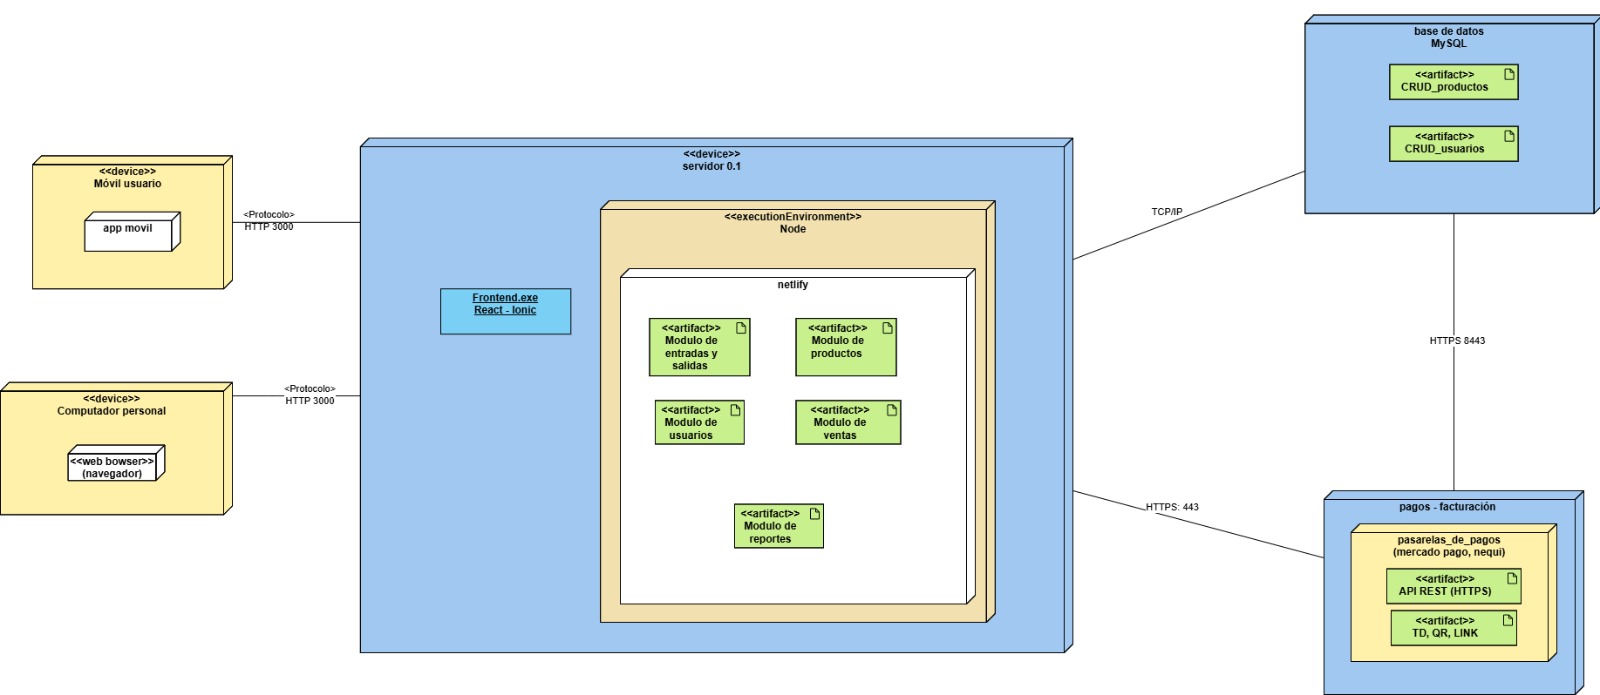 base de datos
MySQL
<<artifact>>
CRUD_productos
<<artifact>>
CRUD_usuarios
<<device>>
servidor 0.1
<<device>>
Móvil usuario
app movil
<Protocolo>
HTTP 3000
<<executionEnvironment>>
Node
netlify
Frontend.exe
React - Ionic
<<artifact>>
Modulo de
entradas y
salidas
<<artifact>>
Modulo de
productos
<<artifact>>
Modulo de
usuarios
<<artifact>>
Modulo de
ventas
<<artifact>>
Modulo de
reportes
<<device>>
Computador personal
<<web bowser>>
(navegador)
<Protocolo>
HTTP 3000
TCP/IP
HTTPS 8443
HTTPS: 443
pagos - facturación
pasarelas_de_pagos
(mercado pago, nequi)
<<artifact>>
API REST (HTTPS)
<<artifact>>
TD, QR, LINK